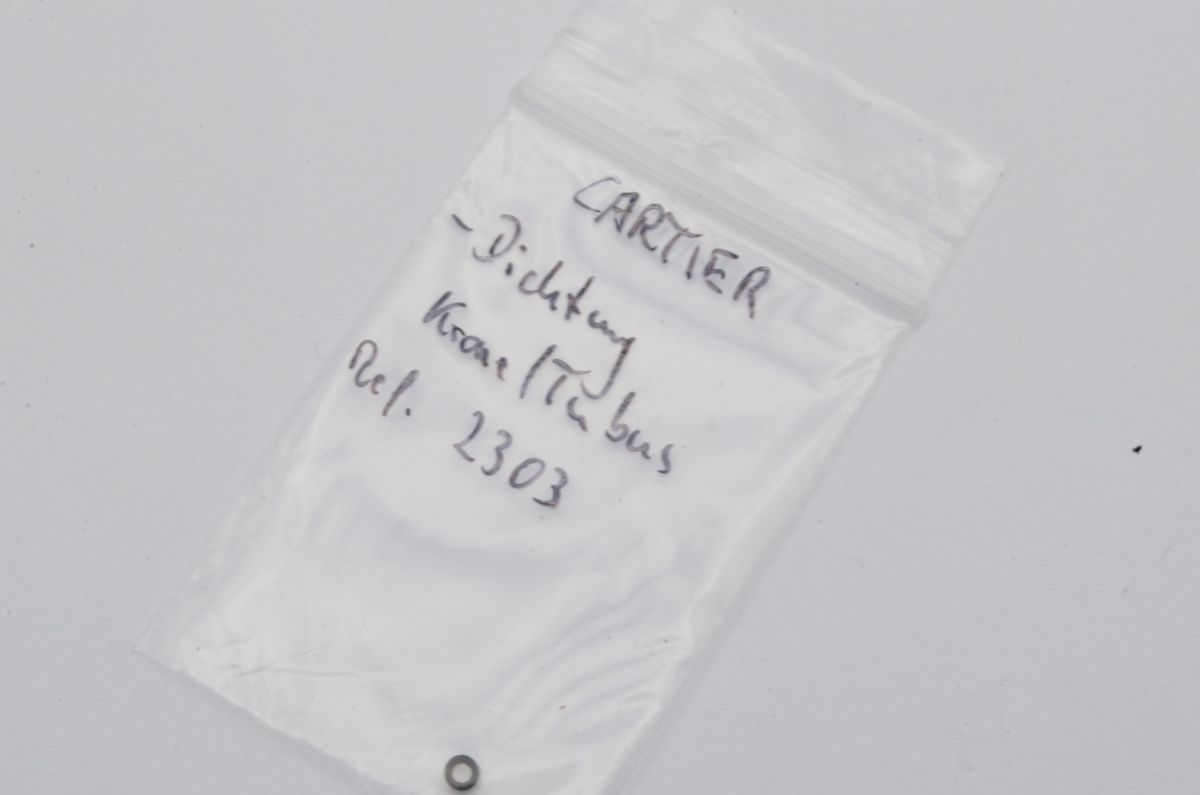 CARTIER
- Dichtung
Krone/Tubus
Ref. 2303